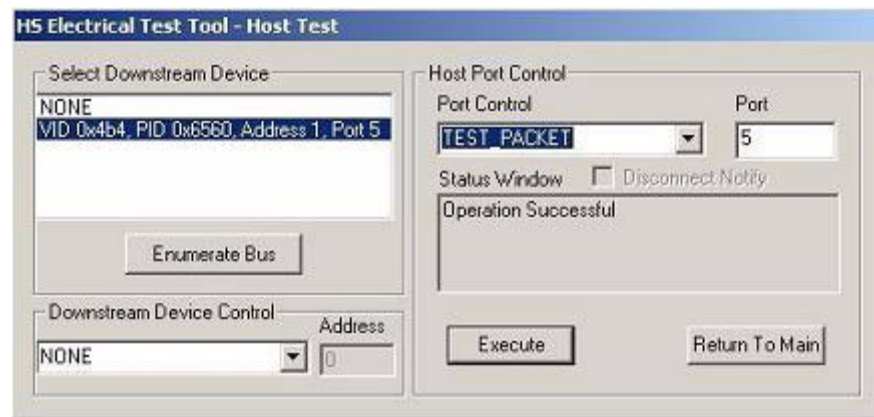 HS Electrical Test Tool - Host Test
Select Downstream Device
NONE
VID 0x4b4, PID 0x6560, Address 1, Port 5
Enumerate Bus
Downstream Device Control
Address
NONE
0
Host Port Control
Port Control
Port
TEST_PACKET
5
Status Window
Disconnect Notify
Operation Successful
Execute
Return To Main